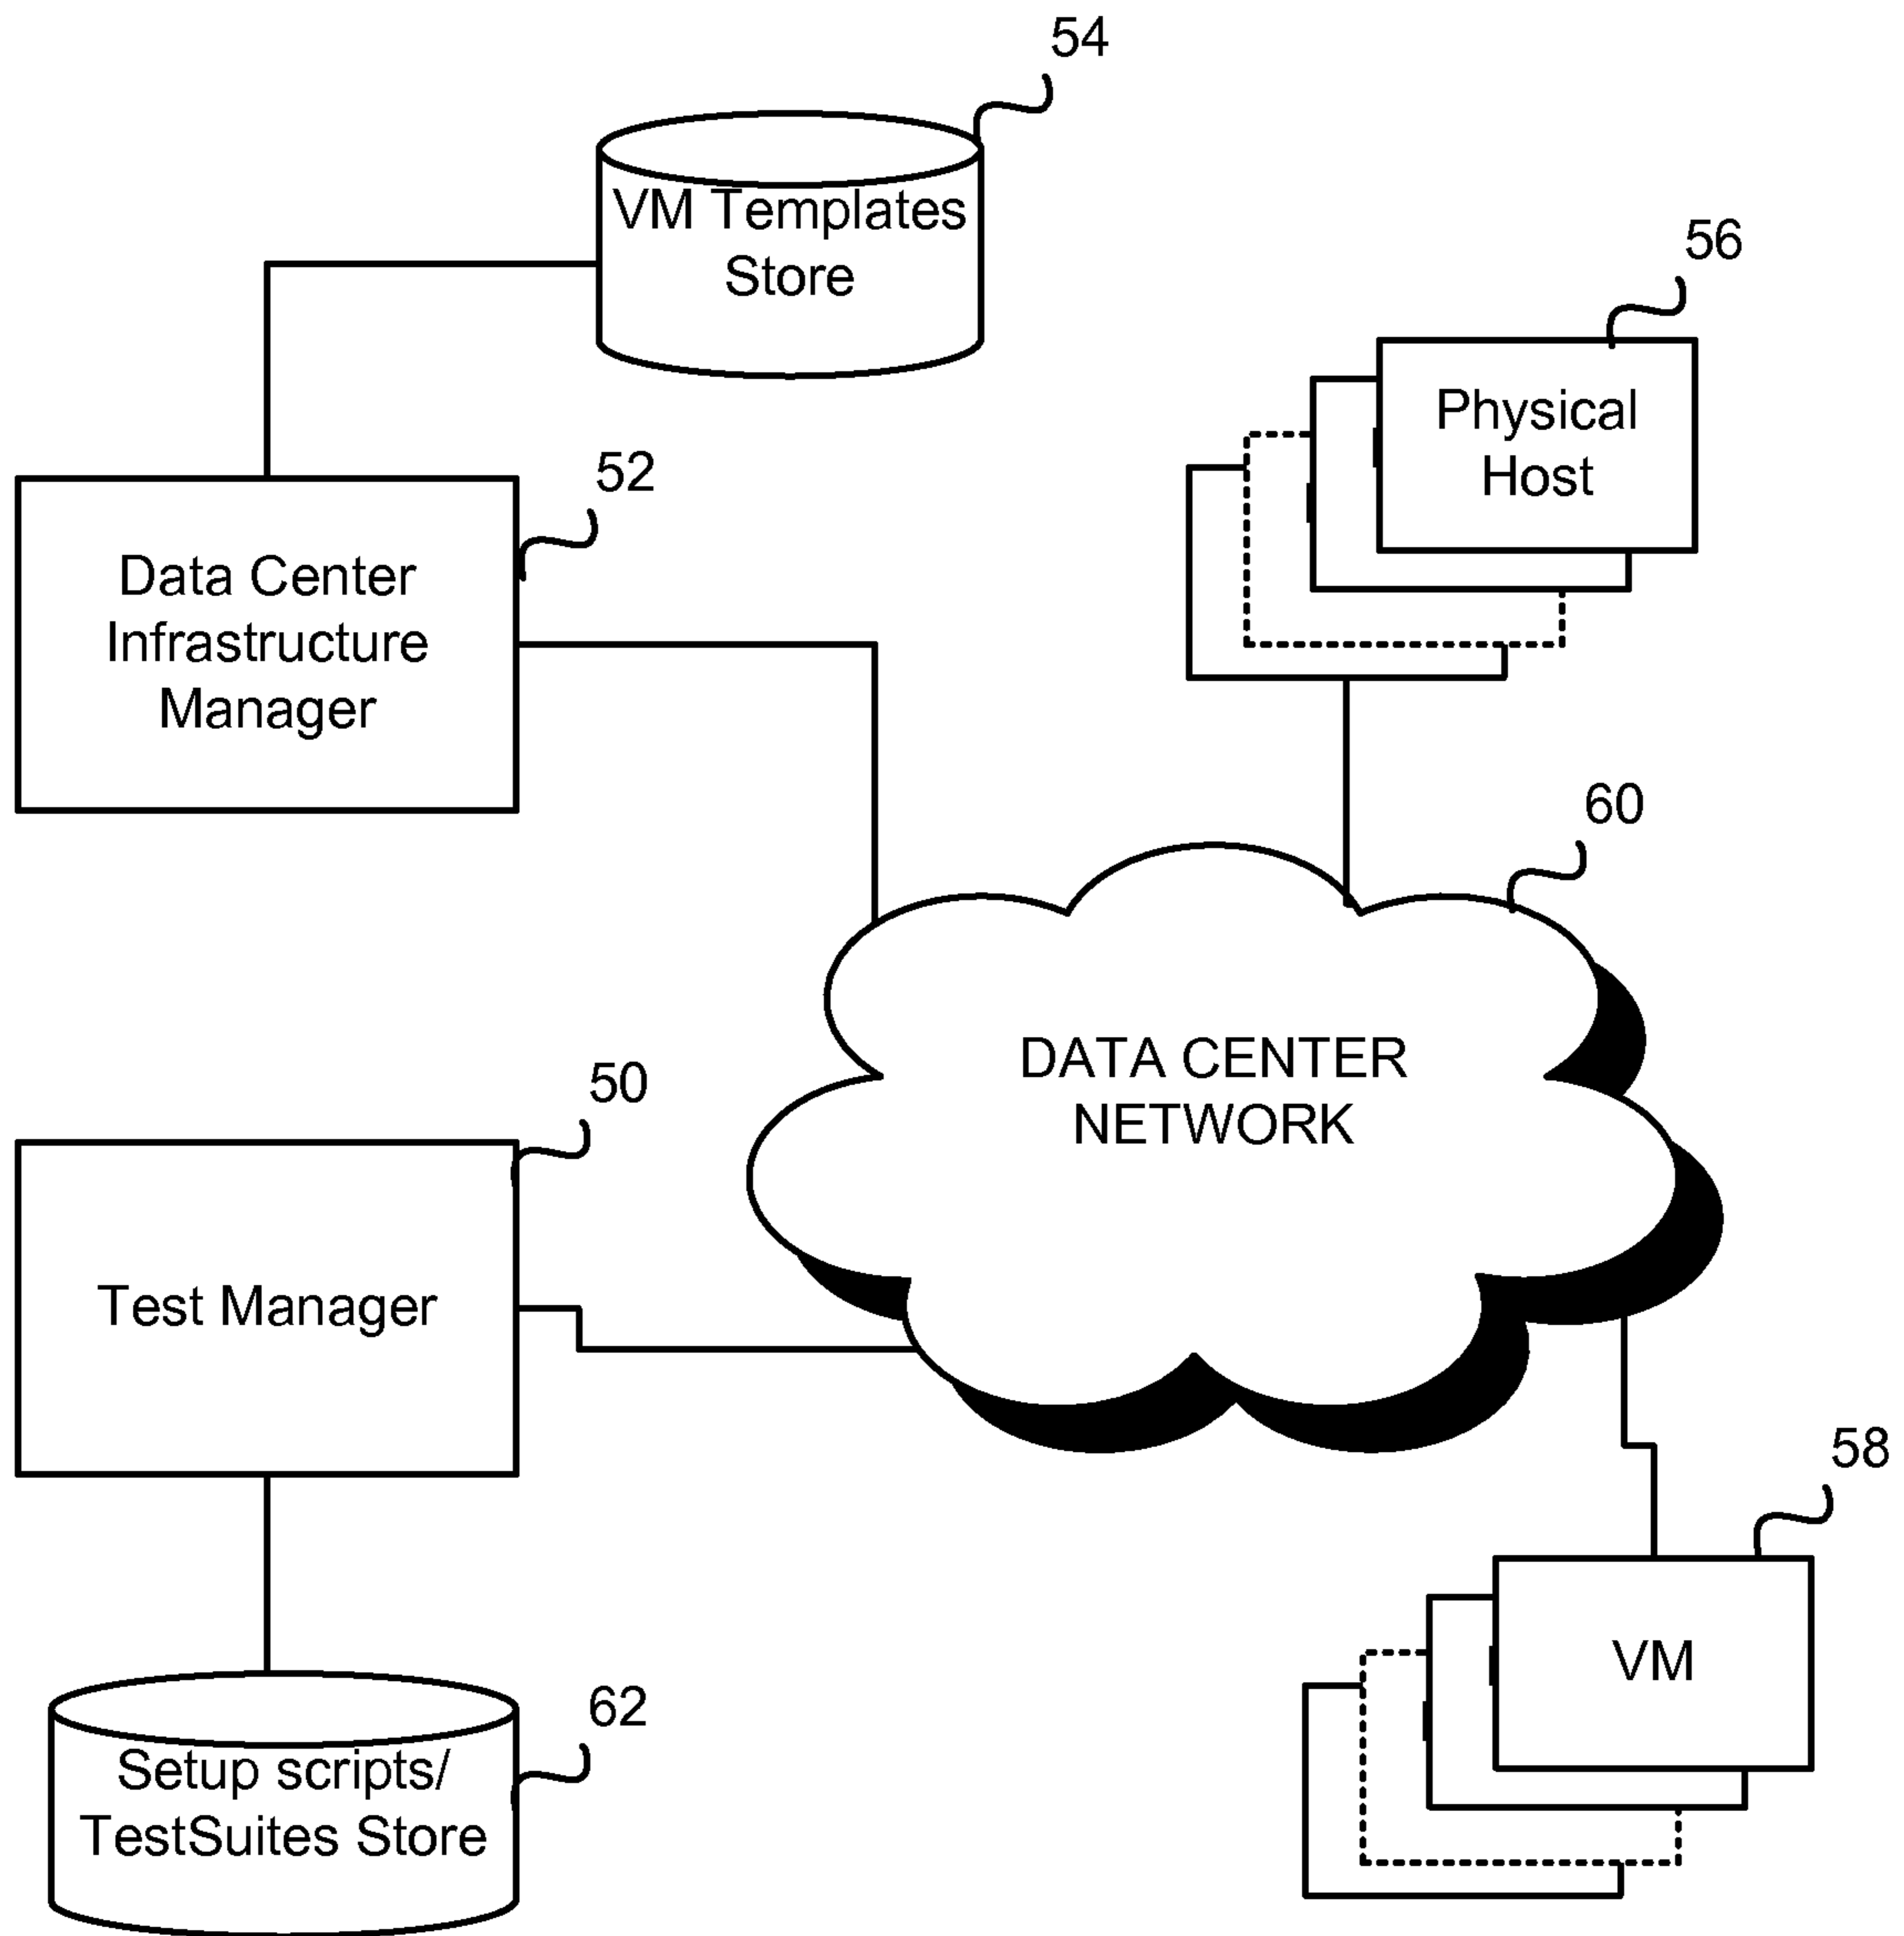 54
VM Templates
Store
56
Physical
Host
52
Data Center
Infrastructure
Manager
60
DATA CENTER
NETWORK
50
Test Manager
58
VM
62
Setup scripts/
TestSuites Store